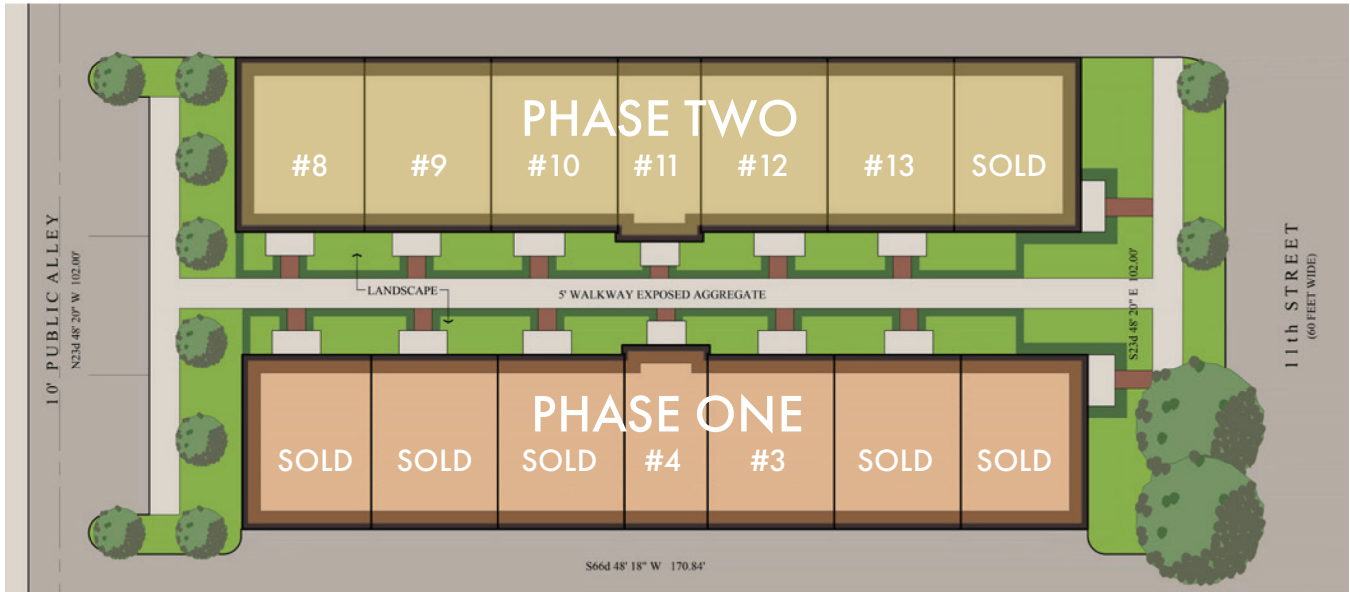 PHASE TWO
#8 #9 #10 #11 #12 #13 SOLD
10' PUBLIC ALLEY
N23d 48' 20" W 102.00'
LANDSCAPE
5' WALKWAY EXPOSED AGGREGATE
S23d 48' 20" E 102.00'
11th STREET
(60 FEET WIDE)
PHASE ONE
SOLD SOLD SOLD #4 #3 SOLD SOLD
S66d 48' 18" W 170.84'